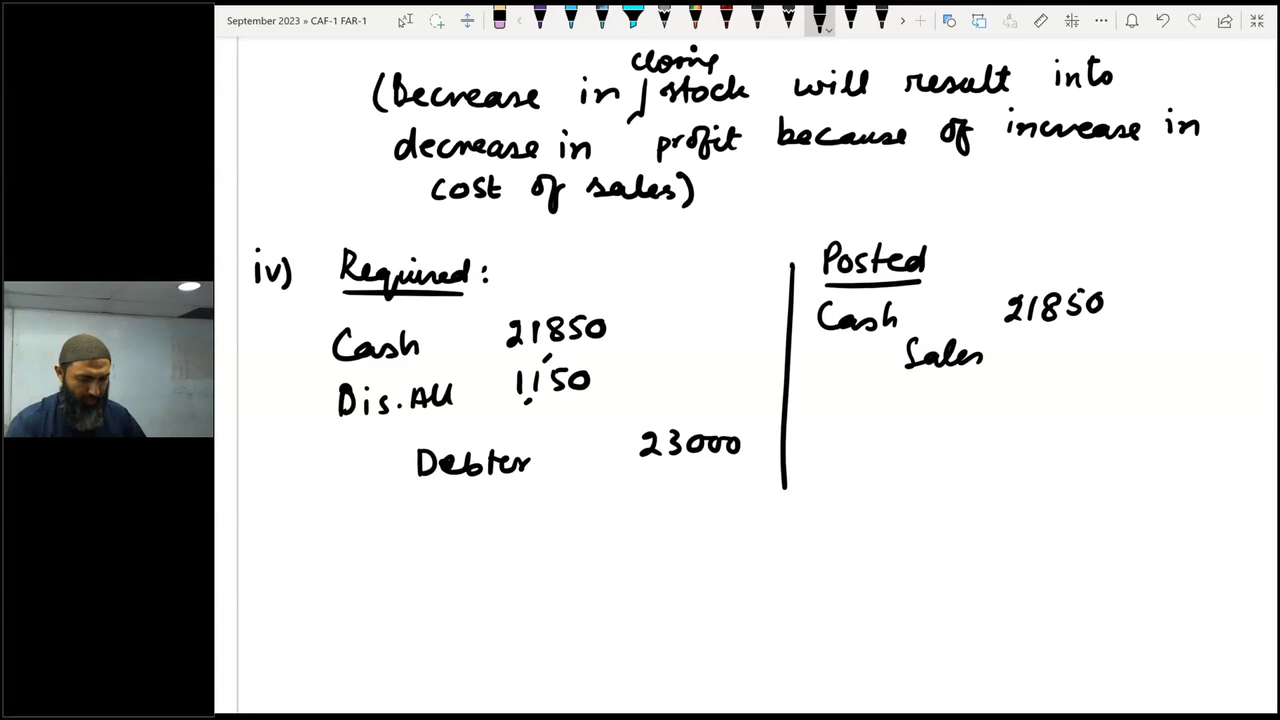 September 2023 » CAF-1 FAR-1
closing
(Decrease in stock will result into
decrease in profit because of increase in
cost of sales)
iv) Required:
Cash 21850
Dis. All 1150
Debter 23000
Posted
Cash 21850
Sales